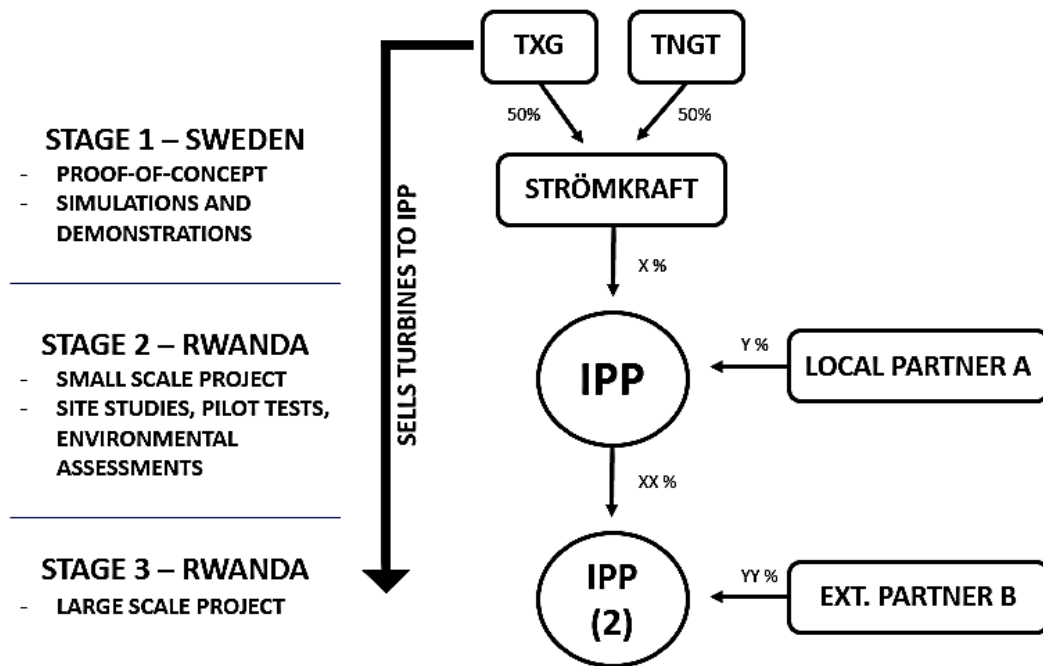 TXG
TNGT
50%
50%
STRÖMKRAFT
X %
IPP
Y %
LOCAL PARTNER A
XX %
IPP
(2)
YY %
EXT. PARTNER B
SELLS TURBINES TO IPP
STAGE 1 – SWEDEN
- PROOF-OF-CONCEPT
- SIMULATIONS AND
DEMONSTRATIONS
STAGE 2 – RWANDA
- SMALL SCALE PROJECT
- SITE STUDIES, PILOT TESTS,
ENVIRONMENTAL
ASSESSMENTS
STAGE 3 – RWANDA
- LARGE SCALE PROJECT